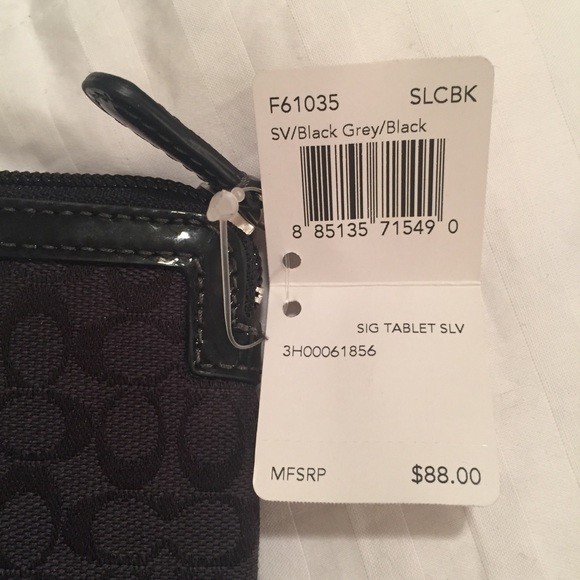 F61035 SLCBK
SV/Black Grey/Black
8 85135 71549 0
SIG TABLET SLV
3H00061856
MFSRP $88.00